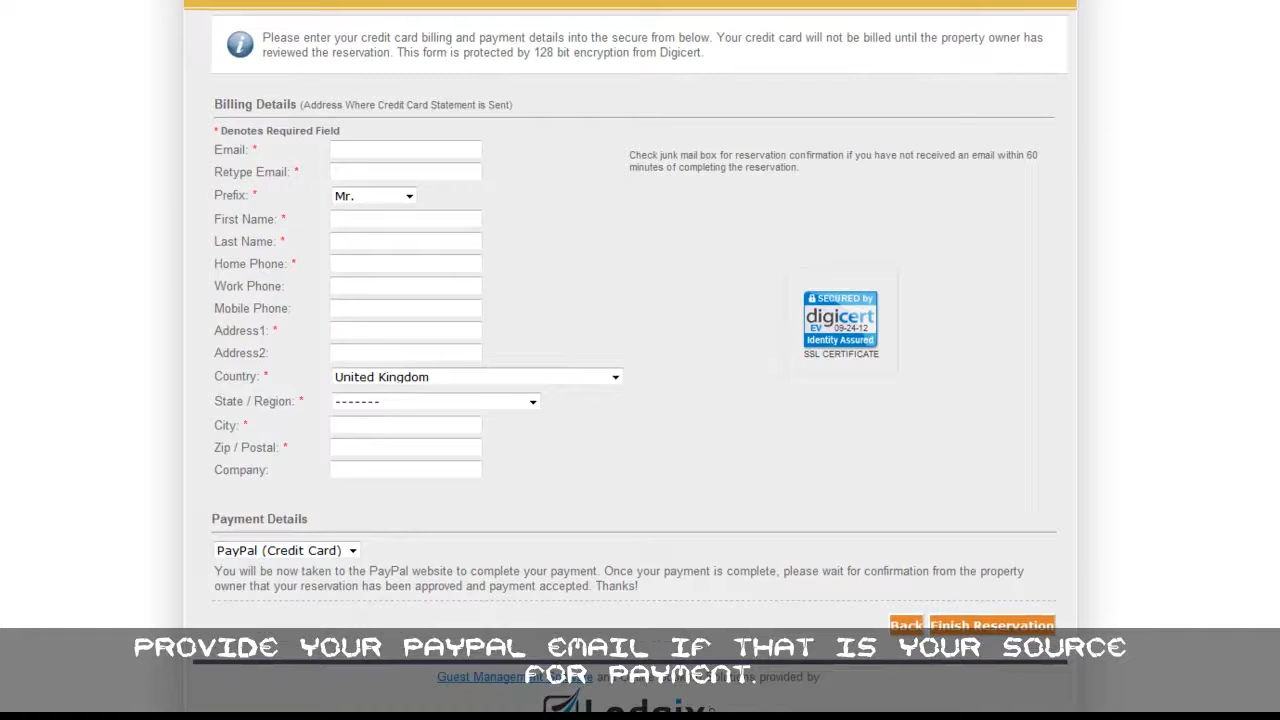 Please enter your credit card billing and payment details into the secure from below. Your credit card will not be billed until the property owner has
reviewed the reservation. This form is protected by 128 bit encryption from Digicert.
Billing Details (Address Where Credit Card Statement is Sent)
* Denotes Required Field
Email: *
Check junk mail box for reservation confirmation if you have not received an email within 60
minutes of completing the reservation.
Retype Email: *
Prefix: *
Mr.
First Name: *
Last Name: *
Home Phone: *
Work Phone:
Mobile Phone:
Address1: *
Address2:
SECURED by
digicert
EV 09-24-12
Identity Assured
SSL CERTIFICATE
Country: *
United Kingdom
State / Region: *
-------
City: *
Zip / Postal: *
Company:
Payment Details
PayPal (Credit Card)
You will be now taken to the PayPal website to complete your payment. Once your payment is complete, please wait for confirmation from the property
owner that your reservation has been approved and payment accepted. Thanks!
Back Finish Reservation
PROVIDE YOUR PAYPAL EMAIL IF THAT IS YOUR SOURCE
FOR PAYMENT.
Guest Management and provided by